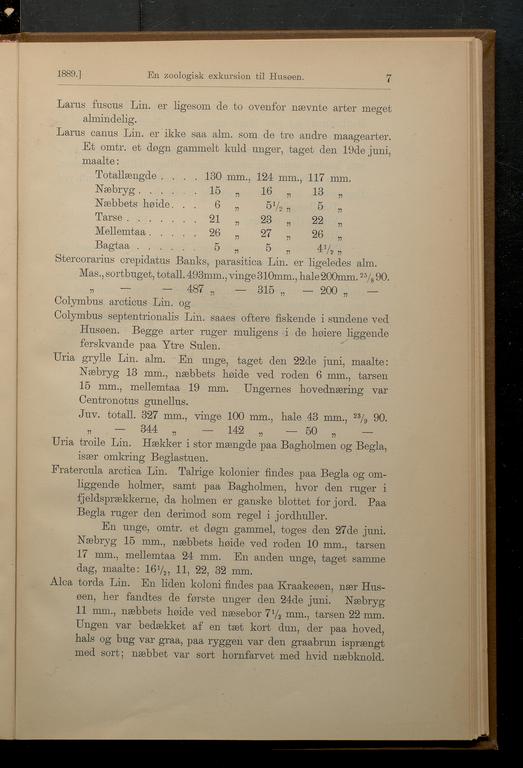 1889.] En zoologisk exkursion til Husøen. 7
Larus fuscus Lin. er ligesom de to ovenfor nævnte arter meget
almindelig.
Larus canus Lin. er ikke saa alm. som de tre andre maagearter.
Et omtr. et døgn gammelt kuld unger, taget den 19de juni,
maalte:
Totallængde . . . . 130 mm., 124 mm., 117 mm.
Næbryg . . . . . . 15 „ 16 „ 13 „
Næbbets høide . . . 6 „ 5½ „ 5 „
Tarse . . . . . . . 21 „ 23 „ 22 „
Mellemtaa . . . . . 26 „ 27 „ 26 „
Bagtaa . . . . . . 5 „ 5 „ 4½ „
Stercorarius crepidatus Banks, parasitica Lin. er ligeledes alm.
Mas., sortbuget, totall. 493mm., vinge 310mm., hale 200mm. ²⁵/₈ 90.
„ — — 487 „ — 315 „ — 200 „ —
Colymbus arcticus Lin. og
Colymbus septentrionalis Lin. saaes oftere fiskende i sundene ved
Husøen. Begge arter ruger muligens i de høiere liggende
ferskvande paa Ytre Sulen.
Uria grylle Lin. alm. En unge, taget den 22de juni, maalte:
Næbryg 13 mm., næbbets høide ved roden 6 mm., tarsen
15 mm., mellemtaa 19 mm. Ungernes hovednæring var
Centronotus gunellus.
Juv. totall. 327 mm., vinge 100 mm., hale 43 mm., ²³/₉ 90.
„ — 344 „ — 142 „ — 50 „ —
Uria troile Lin. Hækker i stor mængde paa Bagholmen og Begla,
især omkring Beglastuen.
Fratercula arctica Lin. Talrige kolonier findes paa Begla og om-
liggende holmer, samt paa Bagholmen, hvor den ruger i
fjeldsprækkerne, da holmen er ganske blottet for jord. Paa
Begla ruger den derimod som regel i jordhuller.
En unge, omtr. et døgn gammel, toges den 27de juni.
Næbryg 15 mm., næbbets høide ved roden 10 mm., tarsen
17 mm., mellemtaa 24 mm. En anden unge, taget samme
dag, maalte: 16½, 11, 22, 32 mm.
Alca torda Lin. En liden koloni findes paa Kraakeøen, nær Hus-
øen, her fandtes de første unger den 24de juni. Næbryg
11 mm., næbbets høide ved næsebor 7½ mm., tarsen 22 mm.
Ungen var bedækket af en tæt kort dun, der paa hoved,
hals og bug var graa, paa ryggen var den graabrun isprængt
med sort; næbbet var sort hornfarvet med hvid næbknold.